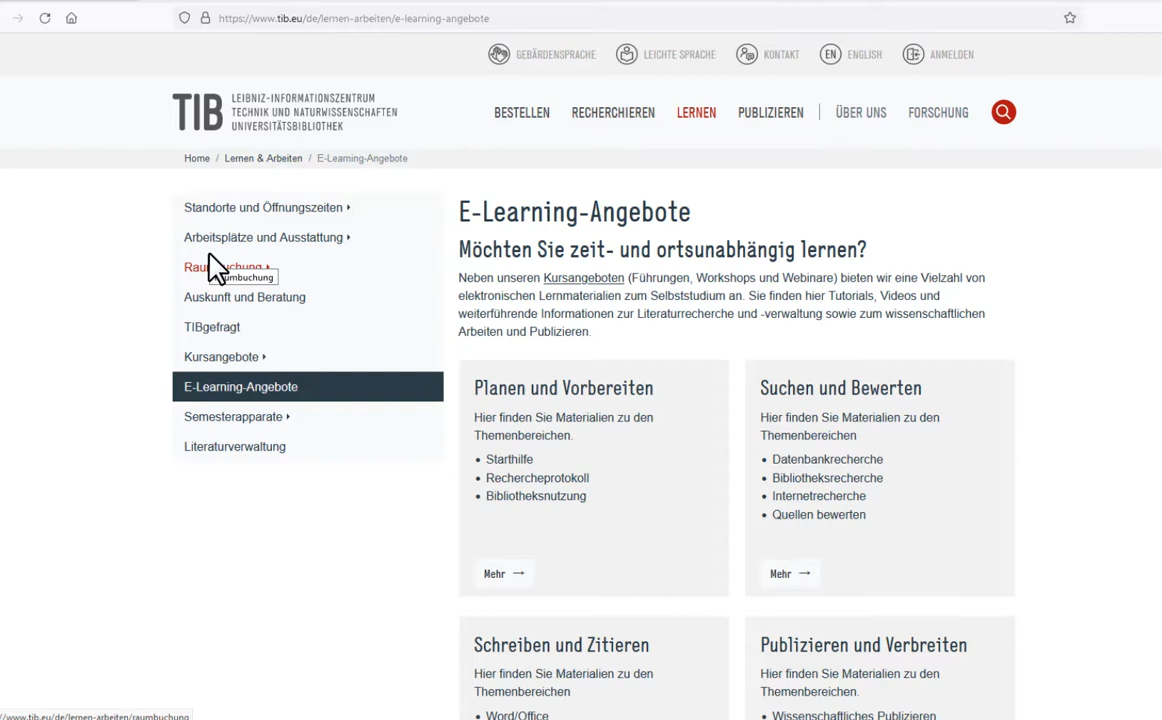 https://www.tib.eu/de/lernen-arbeiten/e-learning-angebote
GEBÄRDENSPRACHE
LEICHTE SPRACHE
KONTAKT
EN ENGLISH
ANMELDEN
TIB
LEIBNIZ-INFORMATIONSZENTRUM
TECHNIK UND NATURWISSENSCHAFTEN
UNIVERSITÄTSBIBLIOTHEK
BESTELLEN
RECHERCHIEREN
LERNEN
PUBLIZIEREN
ÜBER UNS
FORSCHUNG
Home / Lernen & Arbeiten / E-Learning-Angebote
Standorte und Öffnungszeiten
Arbeitsplätze und Ausstattung
Raumbuchung
Auskunft und Beratung
TIBgefragt
Kursangebote
E-Learning-Angebote
Semesterapparate
Literaturverwaltung
E-Learning-Angebote
Möchten Sie zeit- und ortsunabhängig lernen?
Neben unseren Kursangeboten (Führungen, Workshops und Webinare) bieten wir eine Vielzahl von
elektronischen Lernmaterialien zum Selbststudium an. Sie finden hier Tutorials, Videos und
weiterführende Informationen zur Literaturrecherche und -verwaltung sowie zum wissenschaftlichen
Arbeiten und Publizieren.
Planen und Vorbereiten
Hier finden Sie Materialien zu den
Themenbereichen.
• Starthilfe
• Rechercheprotokoll
• Bibliotheksnutzung
Mehr →
Suchen und Bewerten
Hier finden Sie Materialien zu den
Themenbereichen
• Datenbankrecherche
• Bibliotheksrecherche
• Internetrecherche
• Quellen bewerten
Mehr →
Schreiben und Zitieren
Hier finden Sie Materialien zu den
Themenbereichen
• Word/Office
Publizieren und Verbreiten
Hier finden Sie Materialien zu den
Themenbereichen.
• Wissenschaftliches Publizieren
//www.tib.eu/de/lernen-arbeiten/raumbuchung